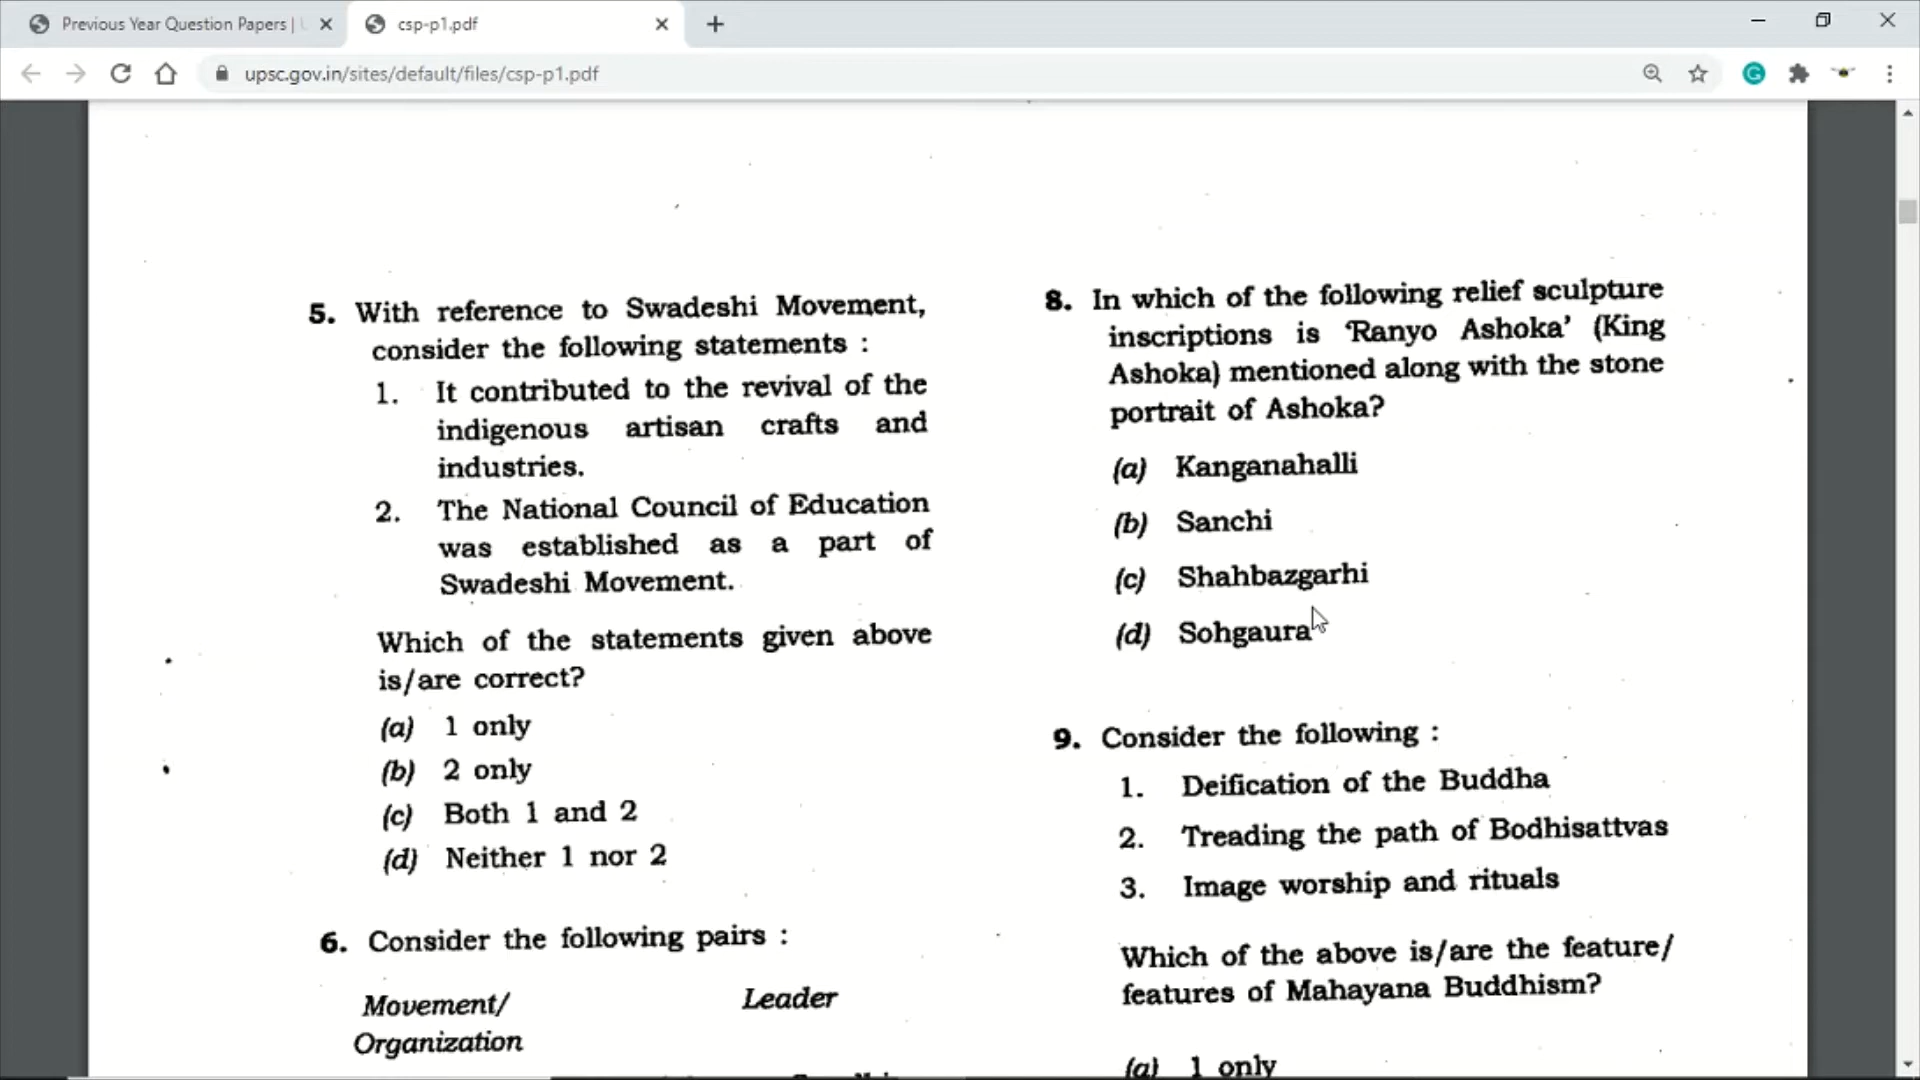 Previous Year Question Papers |
csp-p1.pdf
upsc.gov.in/sites/default/files/csp-p1.pdf
5. With reference to Swadeshi Movement,
consider the following statements :
1. It contributed to the revival of the
indigenous artisan crafts and
industries.
2. The National Council of Education
was established as a part of
Swadeshi Movement.
Which of the statements given above
is/are correct?
(a) 1 only
(b) 2 only
(c) Both 1 and 2
(d) Neither 1 nor 2
6. Consider the following pairs :
Movement/ Leader
Organization
8. In which of the following relief sculpture
inscriptions is ‘Ranyo Ashoka’ (King
Ashoka) mentioned along with the stone
portrait of Ashoka?
(a) Kanganahalli
(b) Sanchi
(c) Shahbazgarhi
(d) Sohgaura
9. Consider the following :
1. Deification of the Buddha
2. Treading the path of Bodhisattvas
3. Image worship and rituals
Which of the above is/are the feature/
features of Mahayana Buddhism?
(a) 1 only